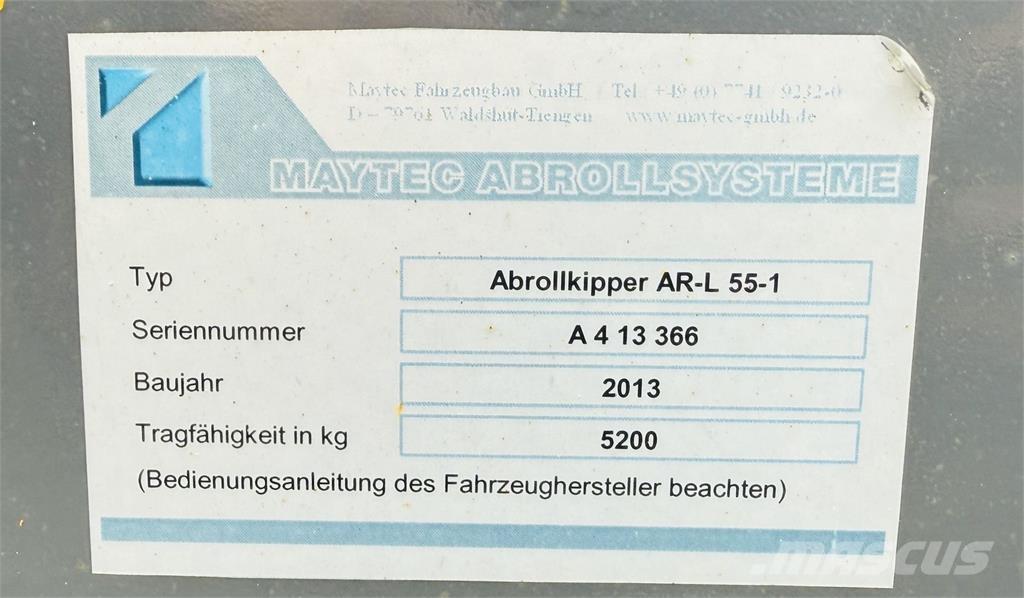 Maytec Fahrzeugbau GmbH Tel. +49 (0) 7741 / 9232-0
D – 79761 Waldshut-Tiengen www.maytec-gmbh.de
MAYTEC ABROLLSYSTEME
Typ Abrollkipper AR-L 55-1
Seriennummer A 4 13 366
Baujahr 2013
Tragfähigkeit in kg 5200
(Bedienungsanleitung des Fahrzeughersteller beachten)
mascus